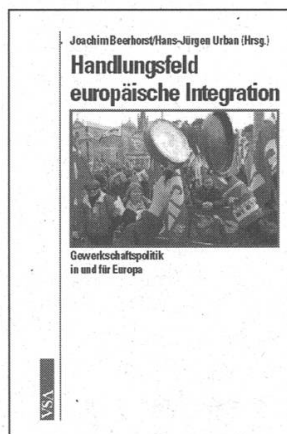 Joachim Beerhorst/Hans-Jürgen Urban (Hrsg.)
Handlungsfeld
europäische Integration
Gewerkschaftspolitik
in und für Europa
VSA